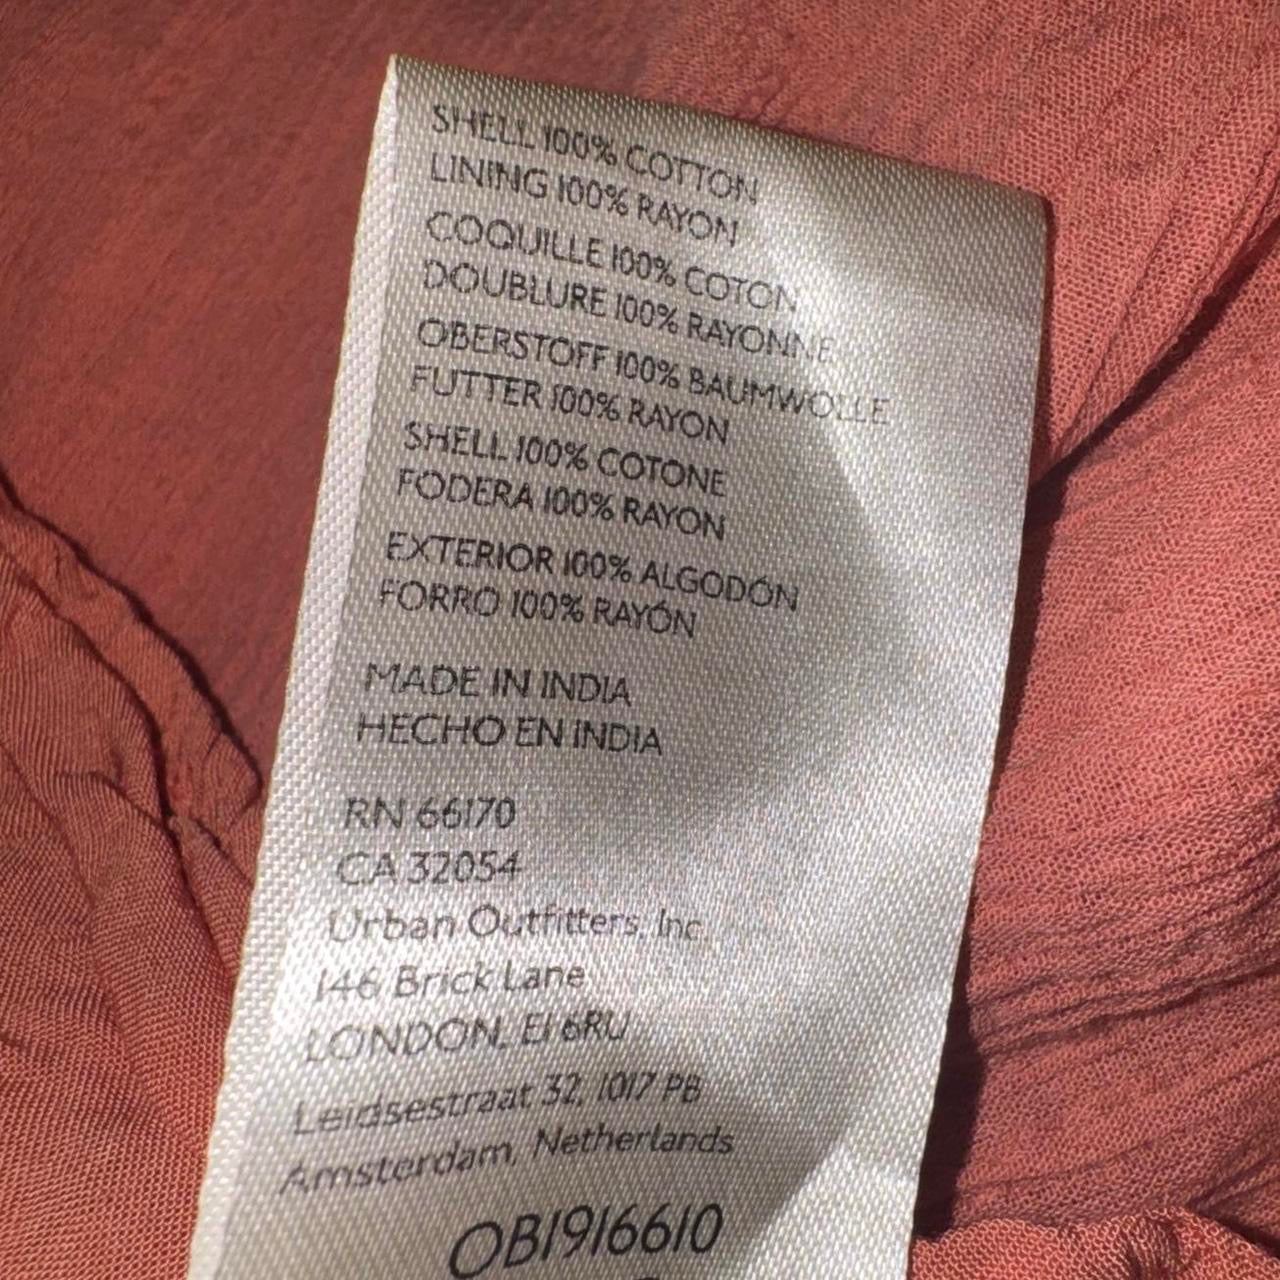 SHELL 100% COTTON
LINING 100% RAYON
COQUILLE 100% COTON
DOUBLURE 100% RAYONNE
OBERSTOFF 100% BAUMWOLLE
FUTTER 100% RAYON
SHELL 100% COTONE
FODERA 100% RAYON
EXTERIOR 100% ALGODÓN
FORRO 100% RAYÓN
MADE IN INDIA
HECHO EN INDIA
RN 66170
CA 32054
Urban Outfitters, Inc.
146 Brick Lane
LONDON, E1 6RU
Leidsestraat 32, 1017 PB
Amsterdam, Netherlands
OB1916610